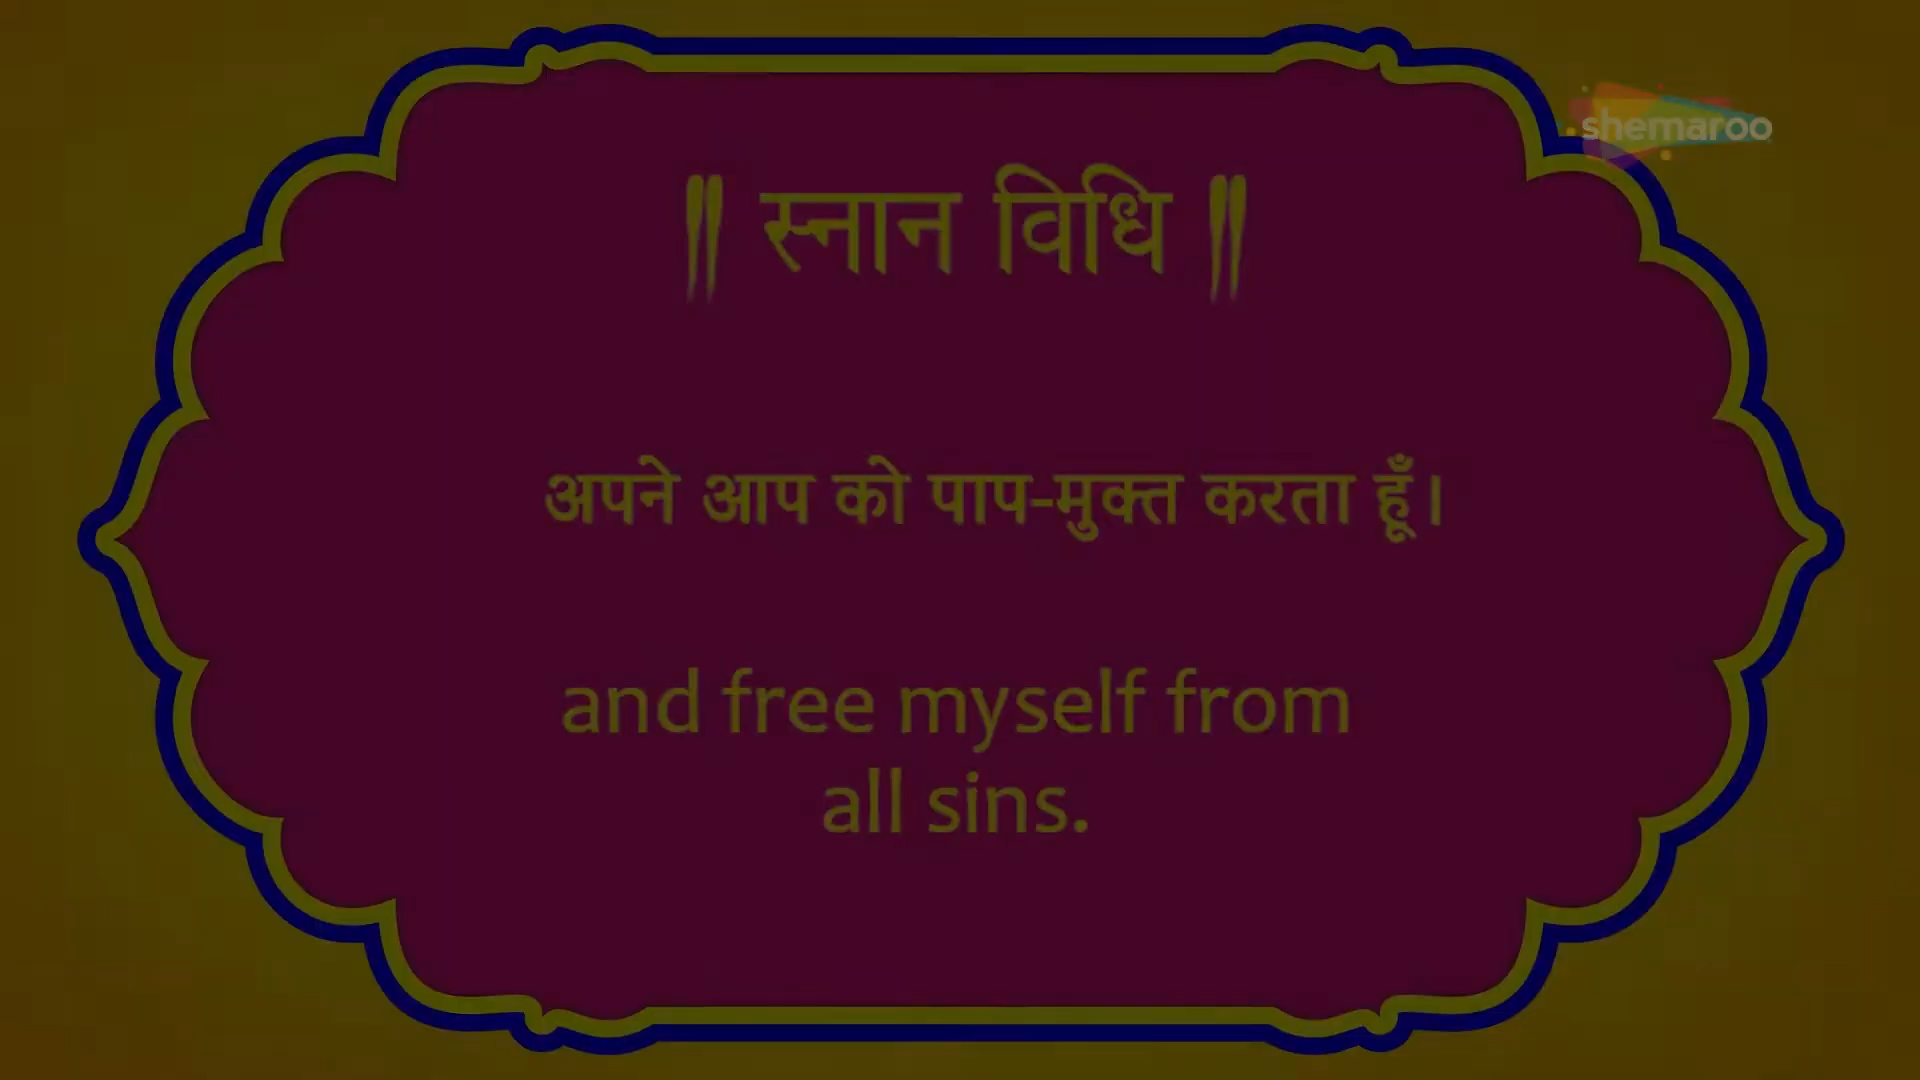 shemaroo
॥ स्नान विधि ॥
अपने आप को पाप-मुक्त करता हूँ।
and free myself from
all sins.